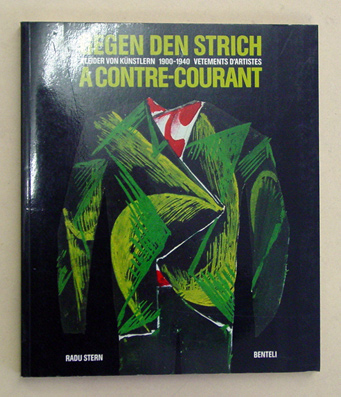 GEGEN DEN STRICH
KLEIDER VON KÜNSTLERN 1900-1940 VETEMENTS D'ARTISTES
A CONTRE-COURANT
RADU STERN
BENTELI